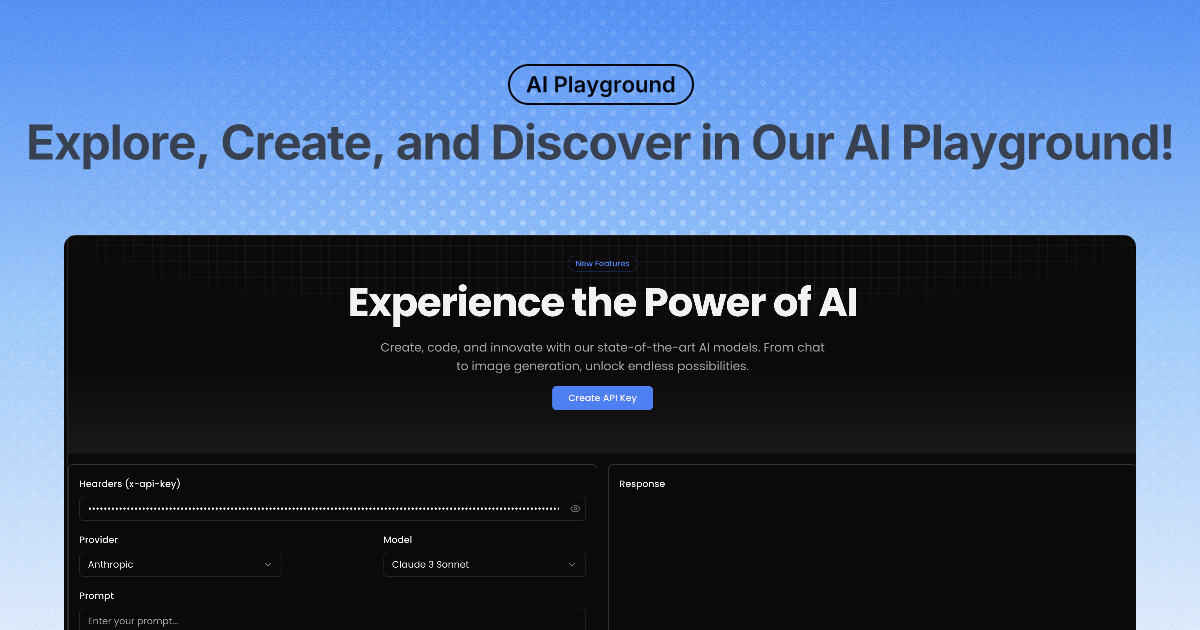 AI Playground
Explore, Create, and Discover in Our AI Playground!
New Features
Experience the Power of AI
Create, code, and innovate with our state-of-the-art AI models. From chat
to image generation, unlock endless possibilities.
Create API Key
Hearders (x-api-key)
Response
Provider
Model
Anthropic
Claude 3 Sonnet
Prompt
Enter your prompt...